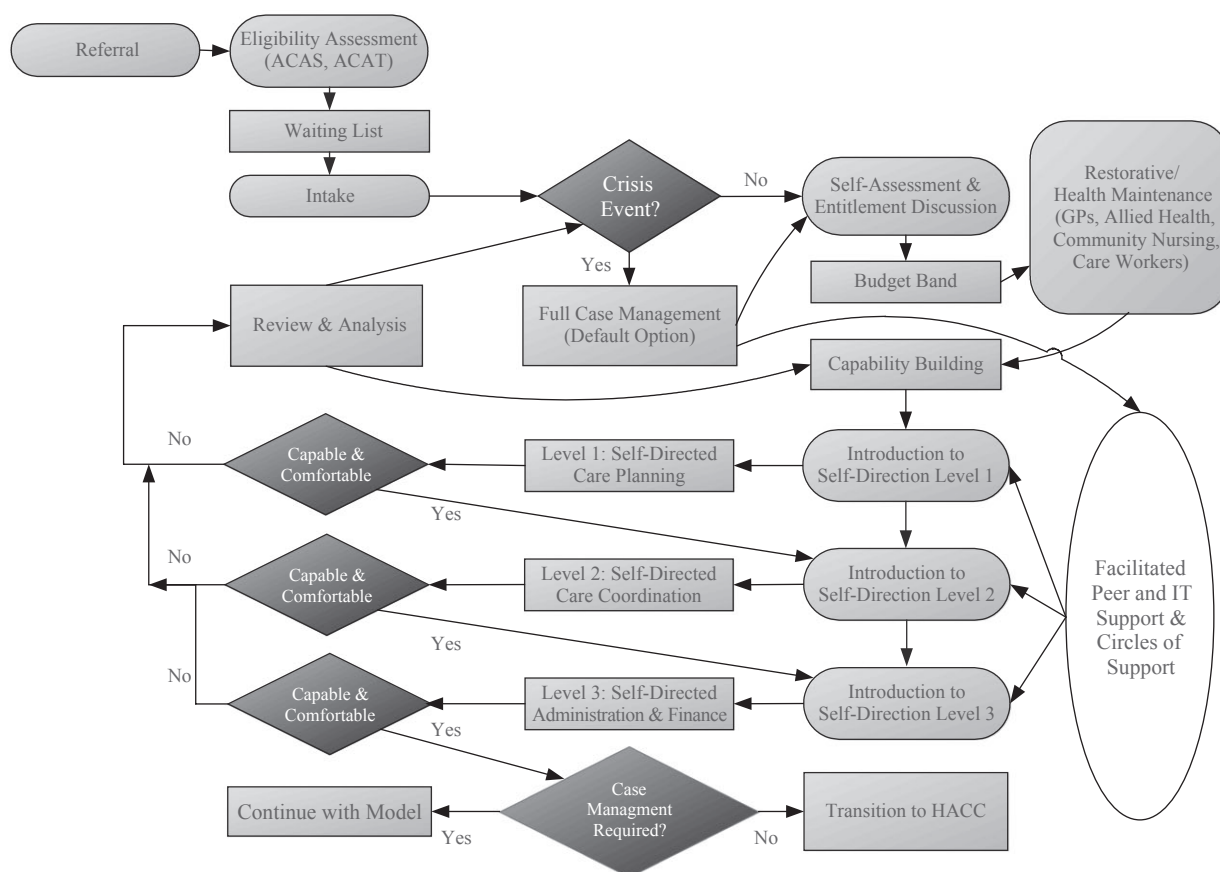 Referral
Eligibility Assessment
(ACAS, ACAT)
Waiting List
Intake
Crisis
Event?
No
Yes
Self-Assessment &
Entitlement Discussion
Budget Band
Restorative/
Health Maintenance
(GPs, Allied Health,
Community Nursing,
Care Workers)
Review & Analysis
Full Case Management
(Default Option)
Capability Building
No
Capable &
Comfortable
Level 1: Self-Directed
Care Planning
Introduction to
Self-Direction Level 1
Yes
No
Capable &
Comfortable
Level 2: Self-Directed
Care Coordination
Introduction to
Self-Direction Level 2
Facilitated
Peer and IT
Support &
Circles of
Support
Yes
No
Capable &
Comfortable
Level 3: Self-Directed
Administration & Finance
Introduction to
Self-Direction Level 3
Yes
Continue with Model
Yes
Case
Managment
Required?
No
Transition to HACC